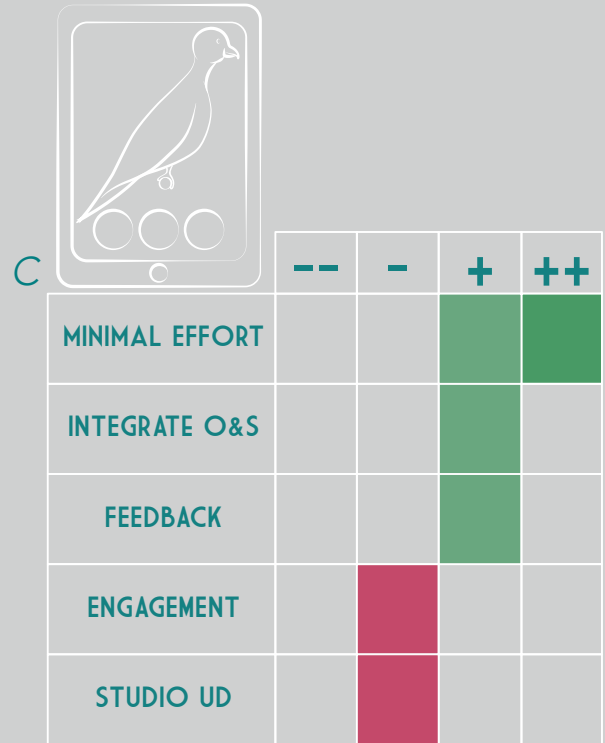 C
-- - + ++
MINIMAL EFFORT
INTEGRATE O&S
FEEDBACK
ENGAGEMENT
STUDIO UD